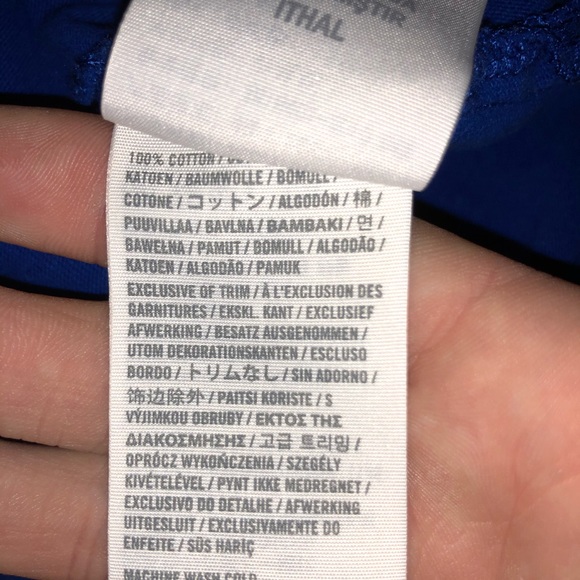 İŞTİR
İTHAL
100% COTTON /
KATOEN / BAUMWOLLE / BOMULL /
COTONE / コットン / ALGODÓN / 棉 /
PUUVILLAA / BAVLNA / BAMBAKI / 면 /
BAWEŁNA / PAMUT / BOMULL / ALGODÃO /
KATOEN / ALGODÃO / PAMUK
EXCLUSIVE OF TRIM / À L'EXCLUSION DES
GARNITURES / EKSKL. KANT / EXCLUSIEF
AFWERKING / BESATZ AUSGENOMMEN /
UTOM DEKORATIONSKANTEN / ESCLUSO
BORDO / トリムなし / SIN ADORNO /
饰边除外 / PAITSI KORISTE / S
VÝJIMKOU OBRUBY / ΕΚΤΟΣ ΤΗΣ
ΔΙΑΚΟΣΜΗΣΗΣ / 고급 트리밍 /
OPRÓCZ WYKOŃCZENIA / SZEGÉLY
KIVÉTELÉVEL / PYNT IKKE MEDREGNET /
EXCLUSIVO DO DETALHE / AFWERKING
UITGESLUIT / EXCLUSIVAMENTE DO
ENFEITE / SÜS HARİÇ
MACHINE WASH COLD